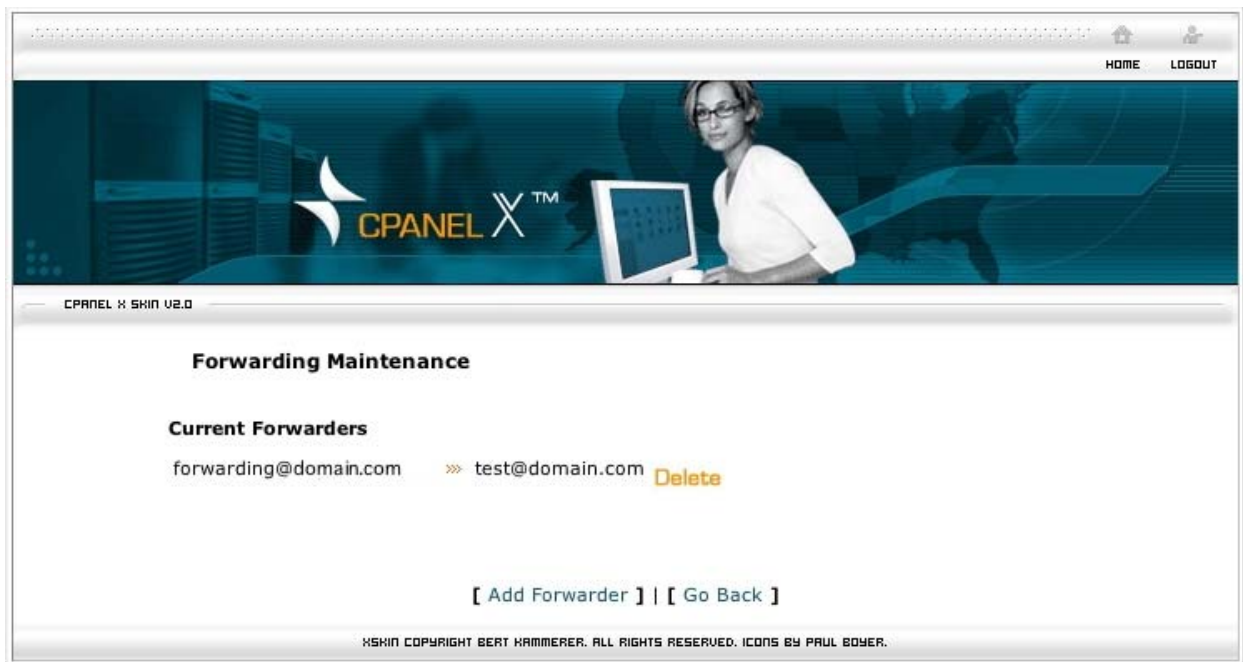 HOME LOGOUT
CPANEL X ™
CPANEL X SKIN V2.0
Forwarding Maintenance
Current Forwarders
forwarding@domain.com »» test@domain.com Delete
[ Add Forwarder ] | [ Go Back ]
XSKIN COPYRIGHT BERT KAMMERER. ALL RIGHTS RESERVED. ICONS BY PAUL BOYER.